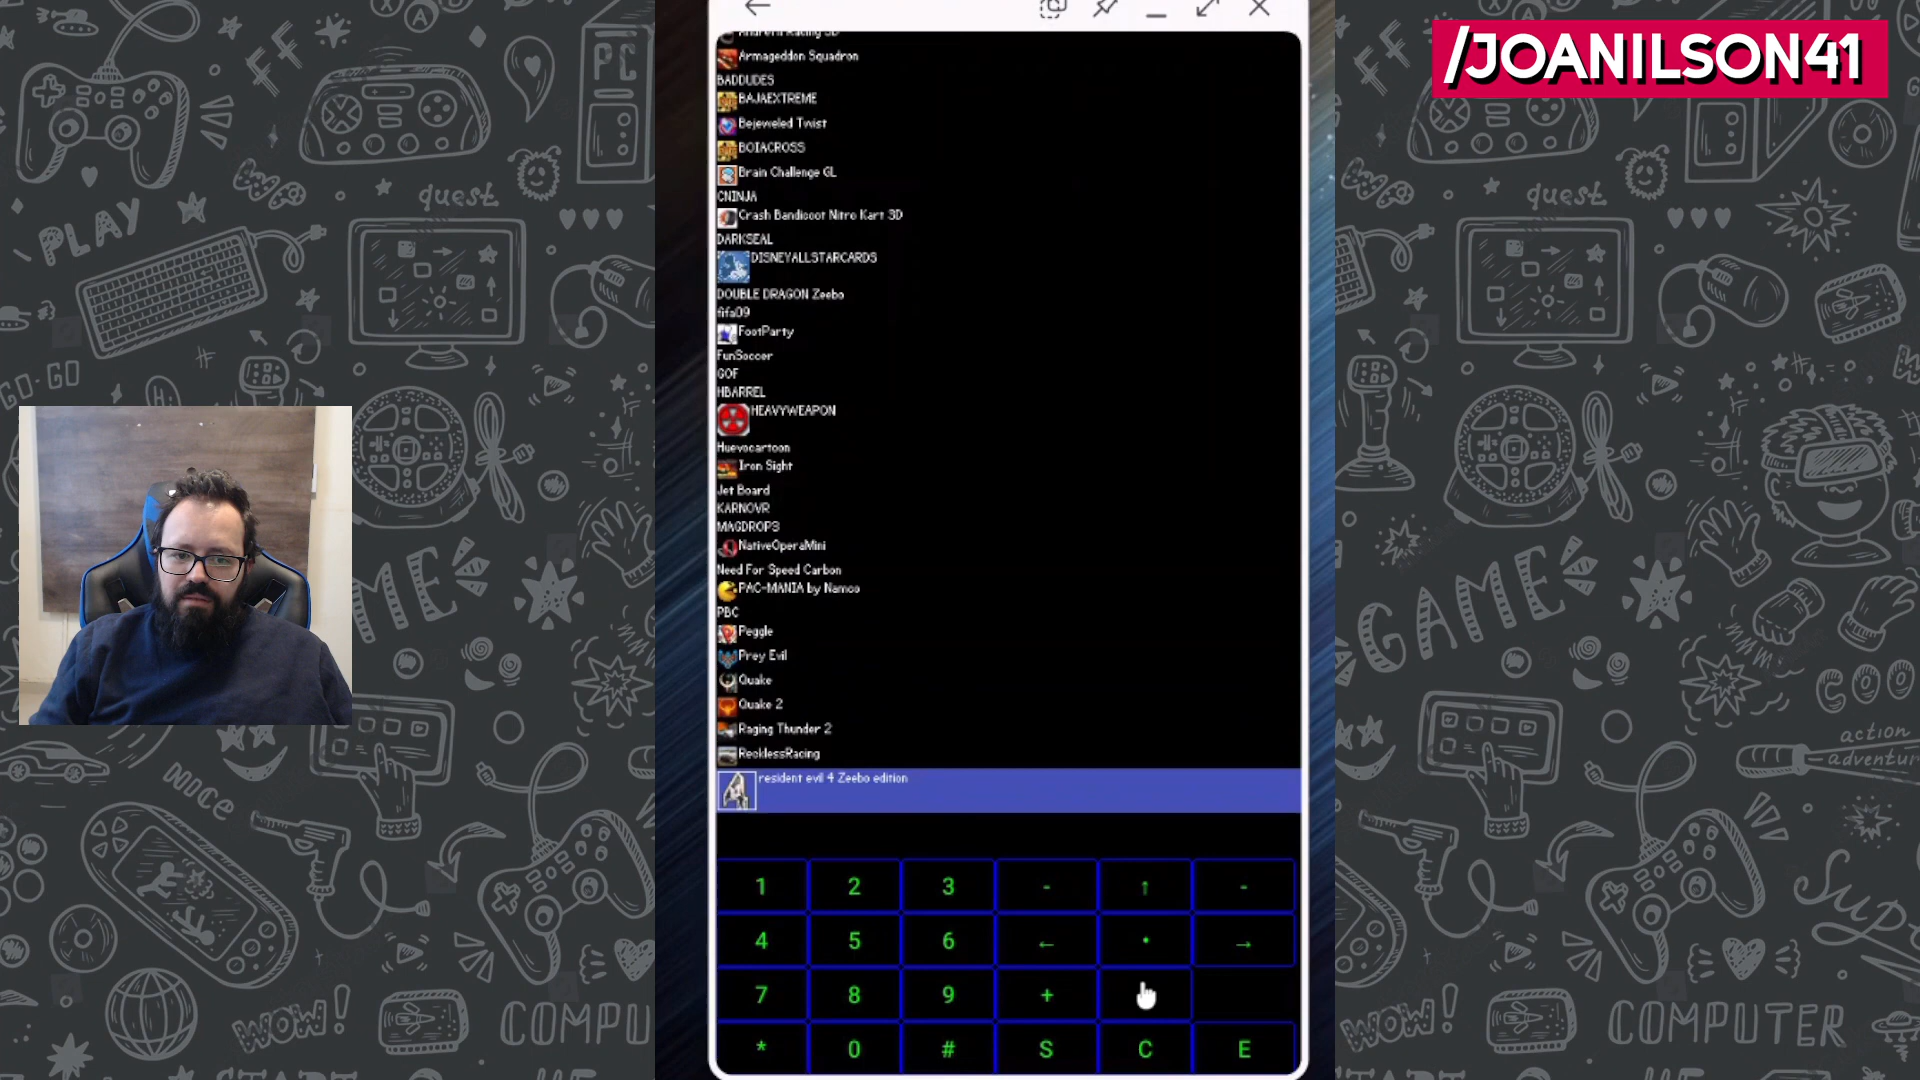 /JOANILSON41
Armageddon Squadron
BADDUDES
BAJAEXTREME
Bejeweled Twist
BOIACROSS
Brain Challenge GL
CNINJA
Crash Bandicoot Nitro Kart 3D
DARKSEAL
DISNEYALLSTARCARDS
DOUBLE DRAGON Zeebo
fifa09
FootParty
FunSoccer
GOF
HBARREL
HEAVYWEAPON
Huevocartoon
Iron Sight
Jet Board
KARNOVR
MAGDROPS
NativeOperaMini
Need For Speed Carbon
PAC-MANIA by Namco
PBC
Peggle
Prey Evil
Quake
Quake 2
Raging Thunder 2
RecklessRacing
resident evil 4 Zeebo edition
1 2 3 - ↑ -
4 5 6 ← · →
7 8 9 +
* 0 # S C E
PLAY
quest
PC
GAME
WOW!
COMPUTER
action
adventur